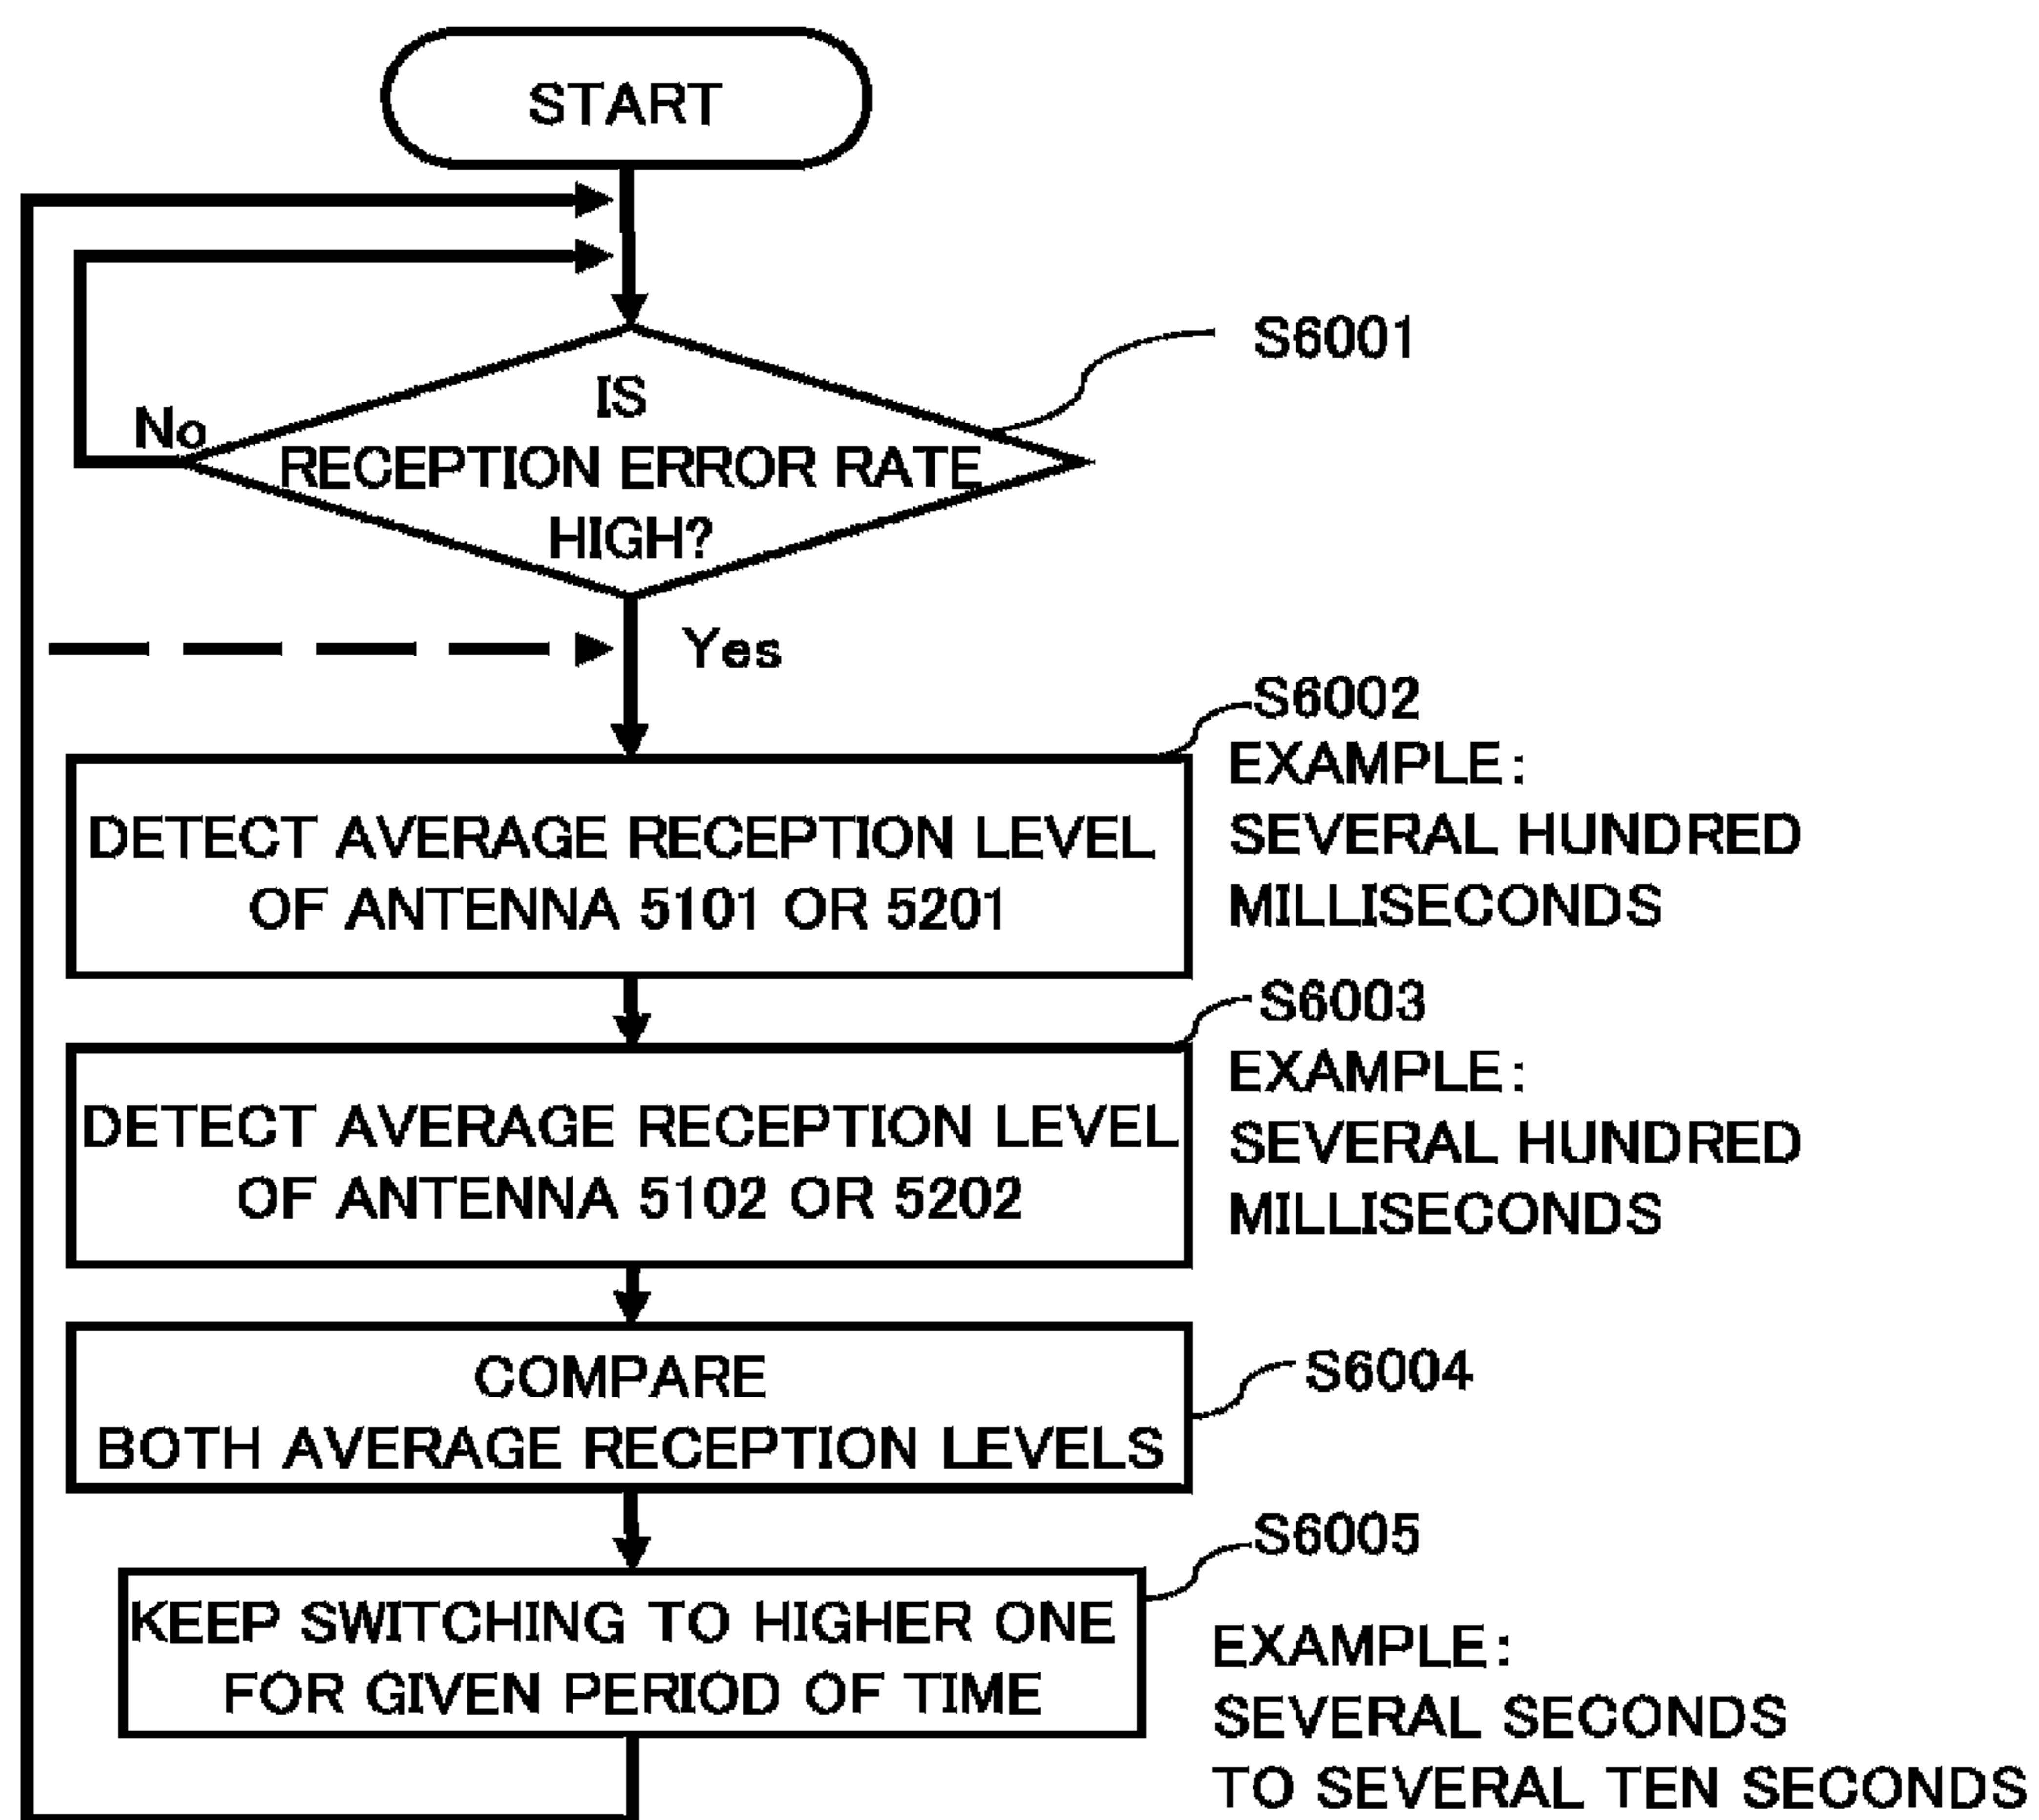 START
S6001
IS
No
RECEPTION ERROR RATE
HIGH?
Yes
S6002
EXAMPLE:
SEVERAL HUNDRED
MILLISECONDS
DETECT AVERAGE RECEPTION LEVEL
OF ANTENNA 5101 OR 5201
S6003
EXAMPLE:
SEVERAL HUNDRED
MILLISECONDS
DETECT AVERAGE RECEPTION LEVEL
OF ANTENNA 5102 OR 5202
COMPARE
BOTH AVERAGE RECEPTION LEVELS
S6004
S6005
KEEP SWITCHING TO HIGHER ONE
FOR GIVEN PERIOD OF TIME
EXAMPLE:
SEVERAL SECONDS
TO SEVERAL TEN SECONDS